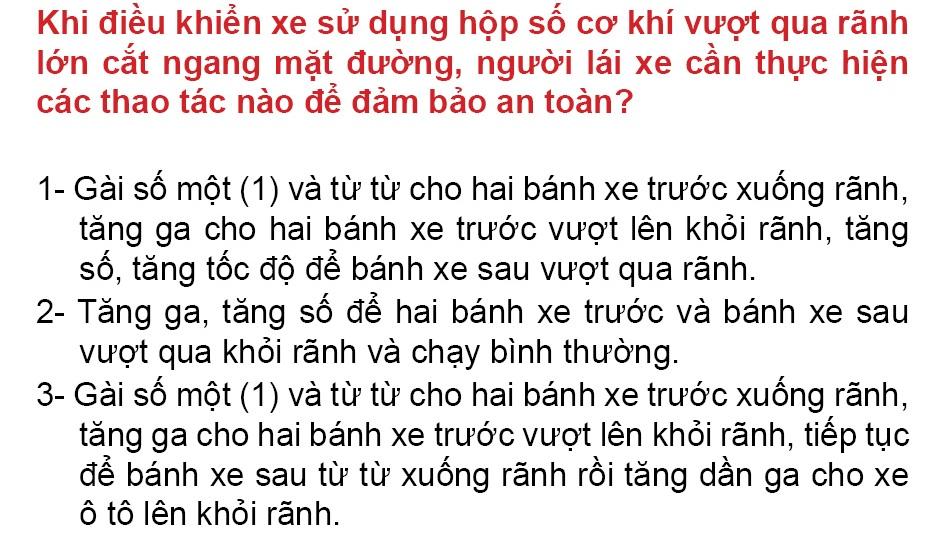 Khi điều khiển xe sử dụng hộp số cơ khí vượt qua rãnh
lớn cắt ngang mặt đường, người lái xe cần thực hiện
các thao tác nào để đảm bảo an toàn?
1- Gài số một (1) và từ từ cho hai bánh xe trước xuống rãnh,
tăng ga cho hai bánh xe trước vượt lên khỏi rãnh, tăng
số, tăng tốc độ để bánh xe sau vượt qua rãnh.
2- Tăng ga, tăng số để hai bánh xe trước và bánh xe sau
vượt qua khỏi rãnh và chạy bình thường.
3- Gài số một (1) và từ từ cho hai bánh xe trước xuống rãnh,
tăng ga cho hai bánh xe trước vượt lên khỏi rãnh, tiếp tục
để bánh xe sau từ từ xuống rãnh rồi tăng dần ga cho xe
ô tô lên khỏi rãnh.